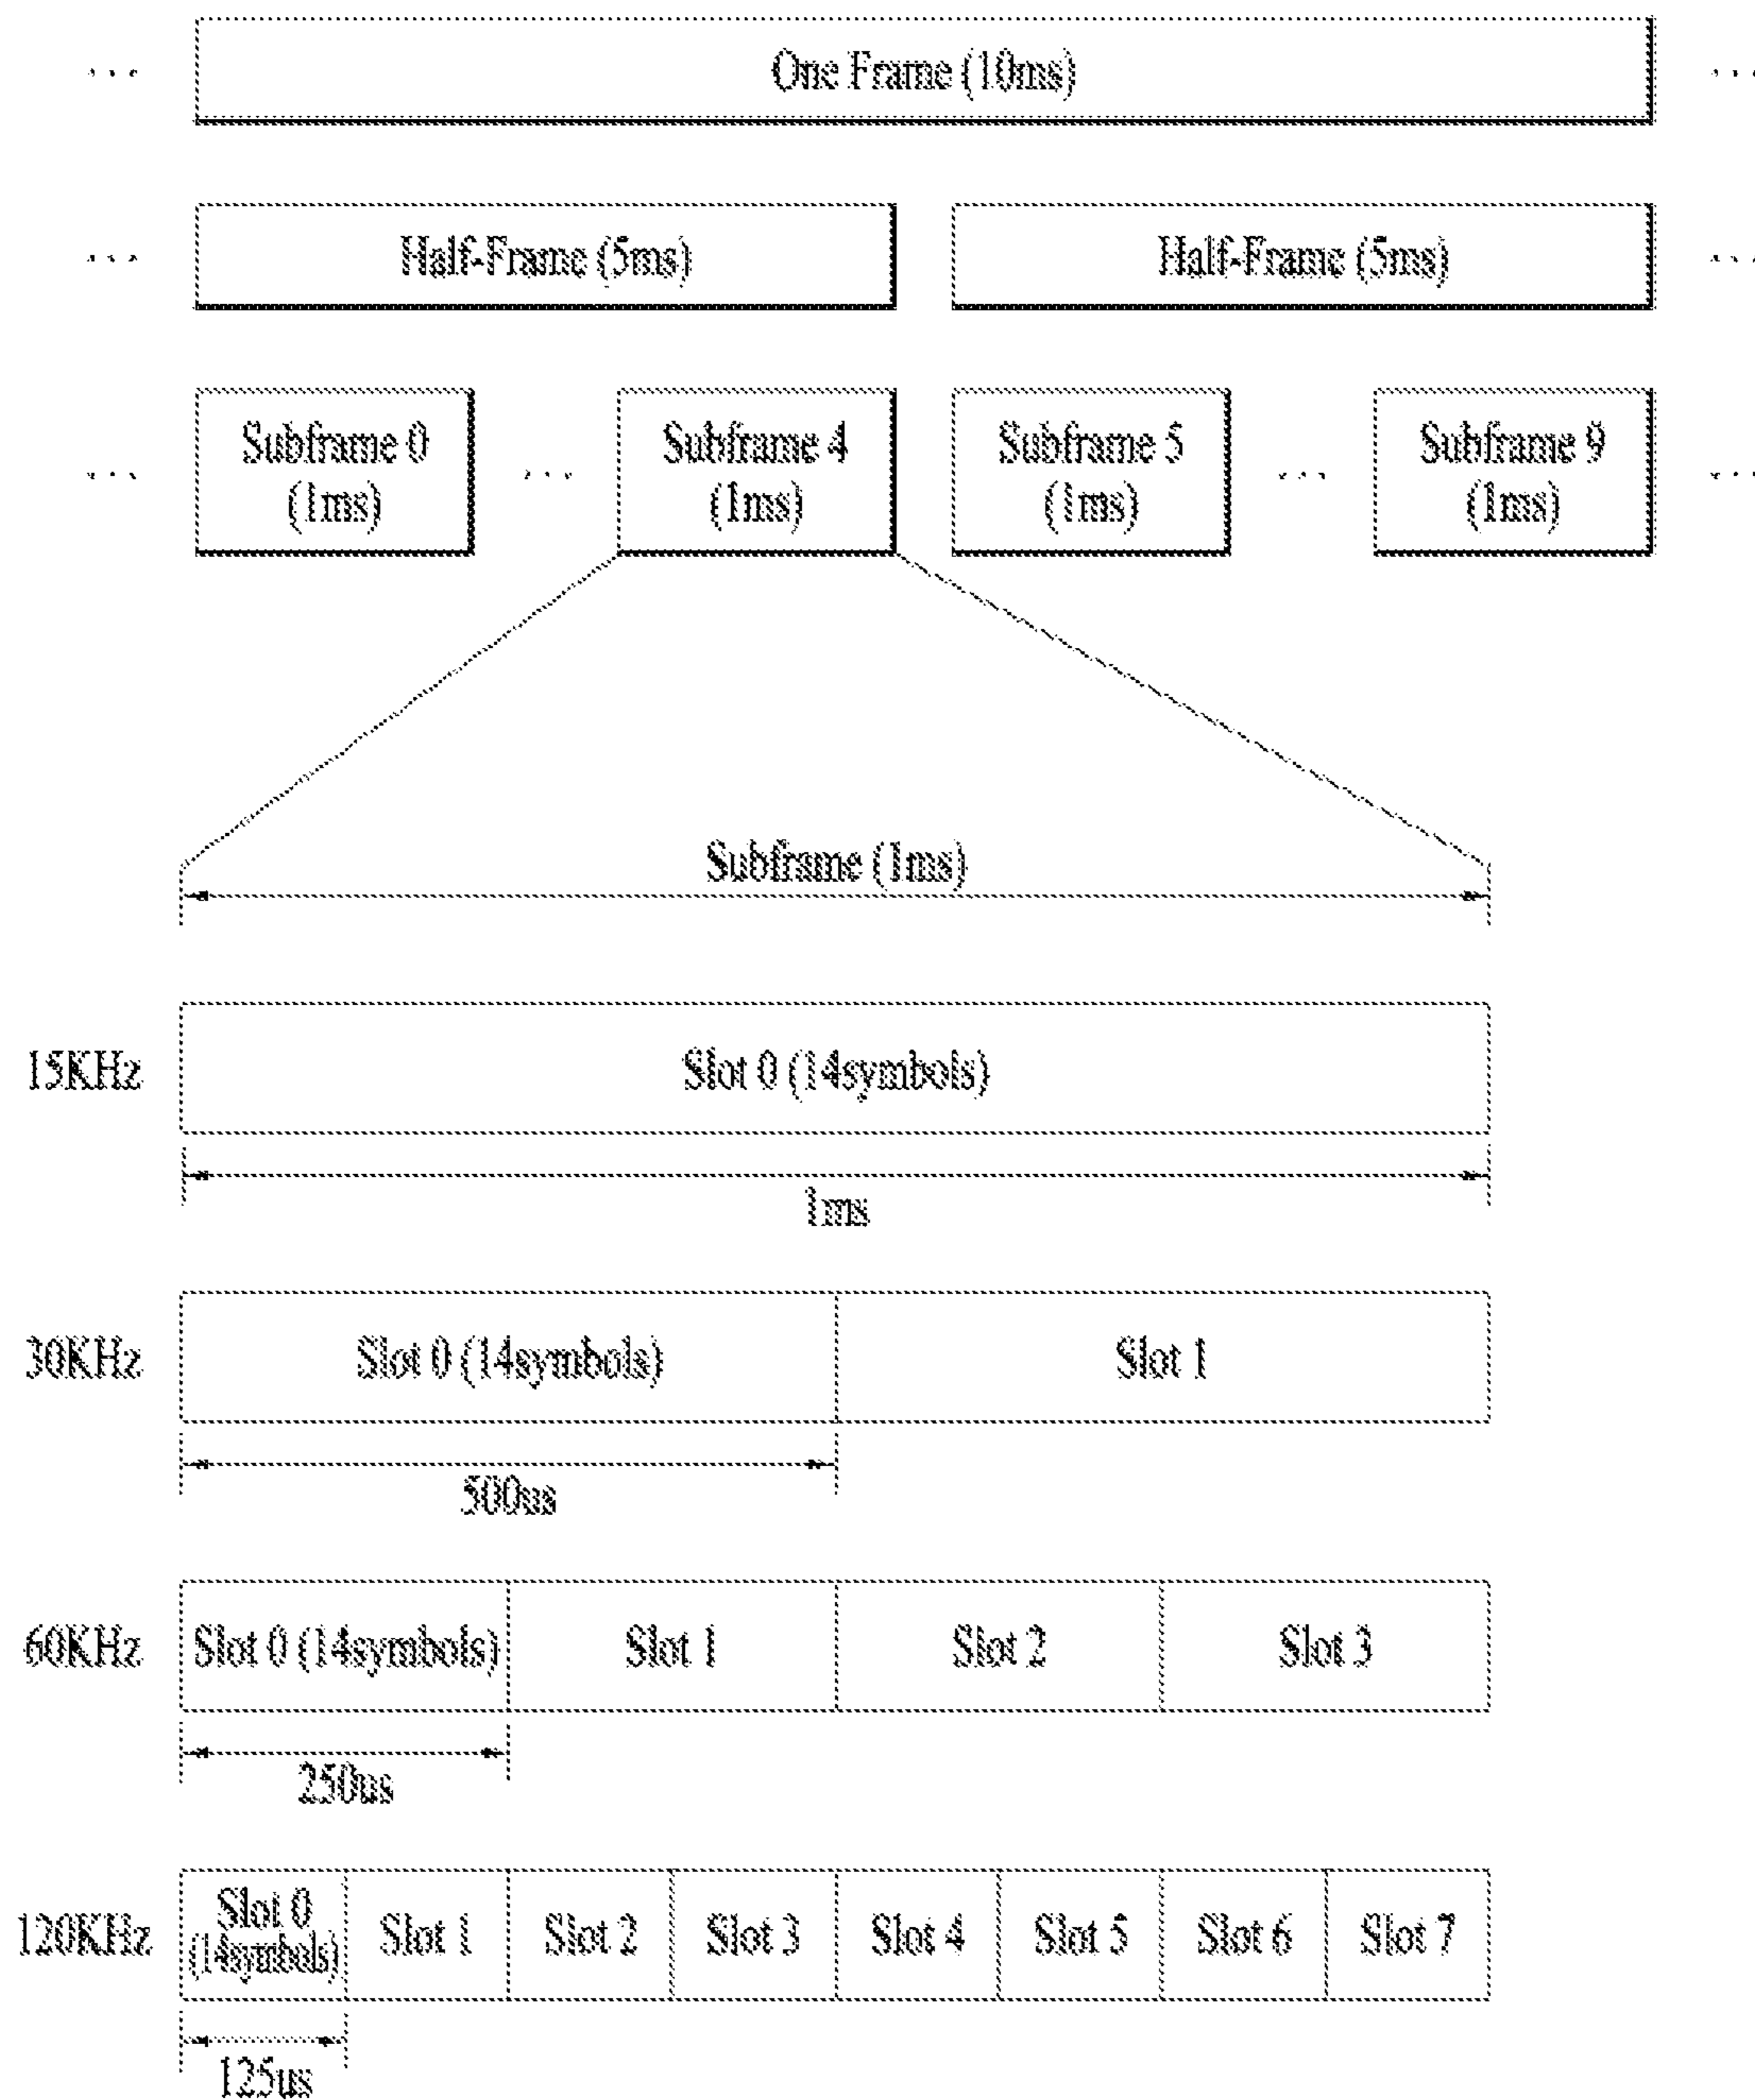 ... One Frame (10ms) ...
... Half-Frame (5ms) Half-Frame (5ms) ...
Subframe 0 Subframe 4 Subframe 5 Subframe 9
... (1ms) ... (1ms) (1ms) ... (1ms) ...
Subframe (1ms)
15KHz Slot 0 (14symbols)
1ms
30KHz Slot 0 (14symbols) Slot 1
500us
60KHz Slot 0 (14symbols) Slot 1 Slot 2 Slot 3
250us
120KHz Slot 0 (14symbols) Slot 1 Slot 2 Slot 3 Slot 4 Slot 5 Slot 6 Slot 7
125us